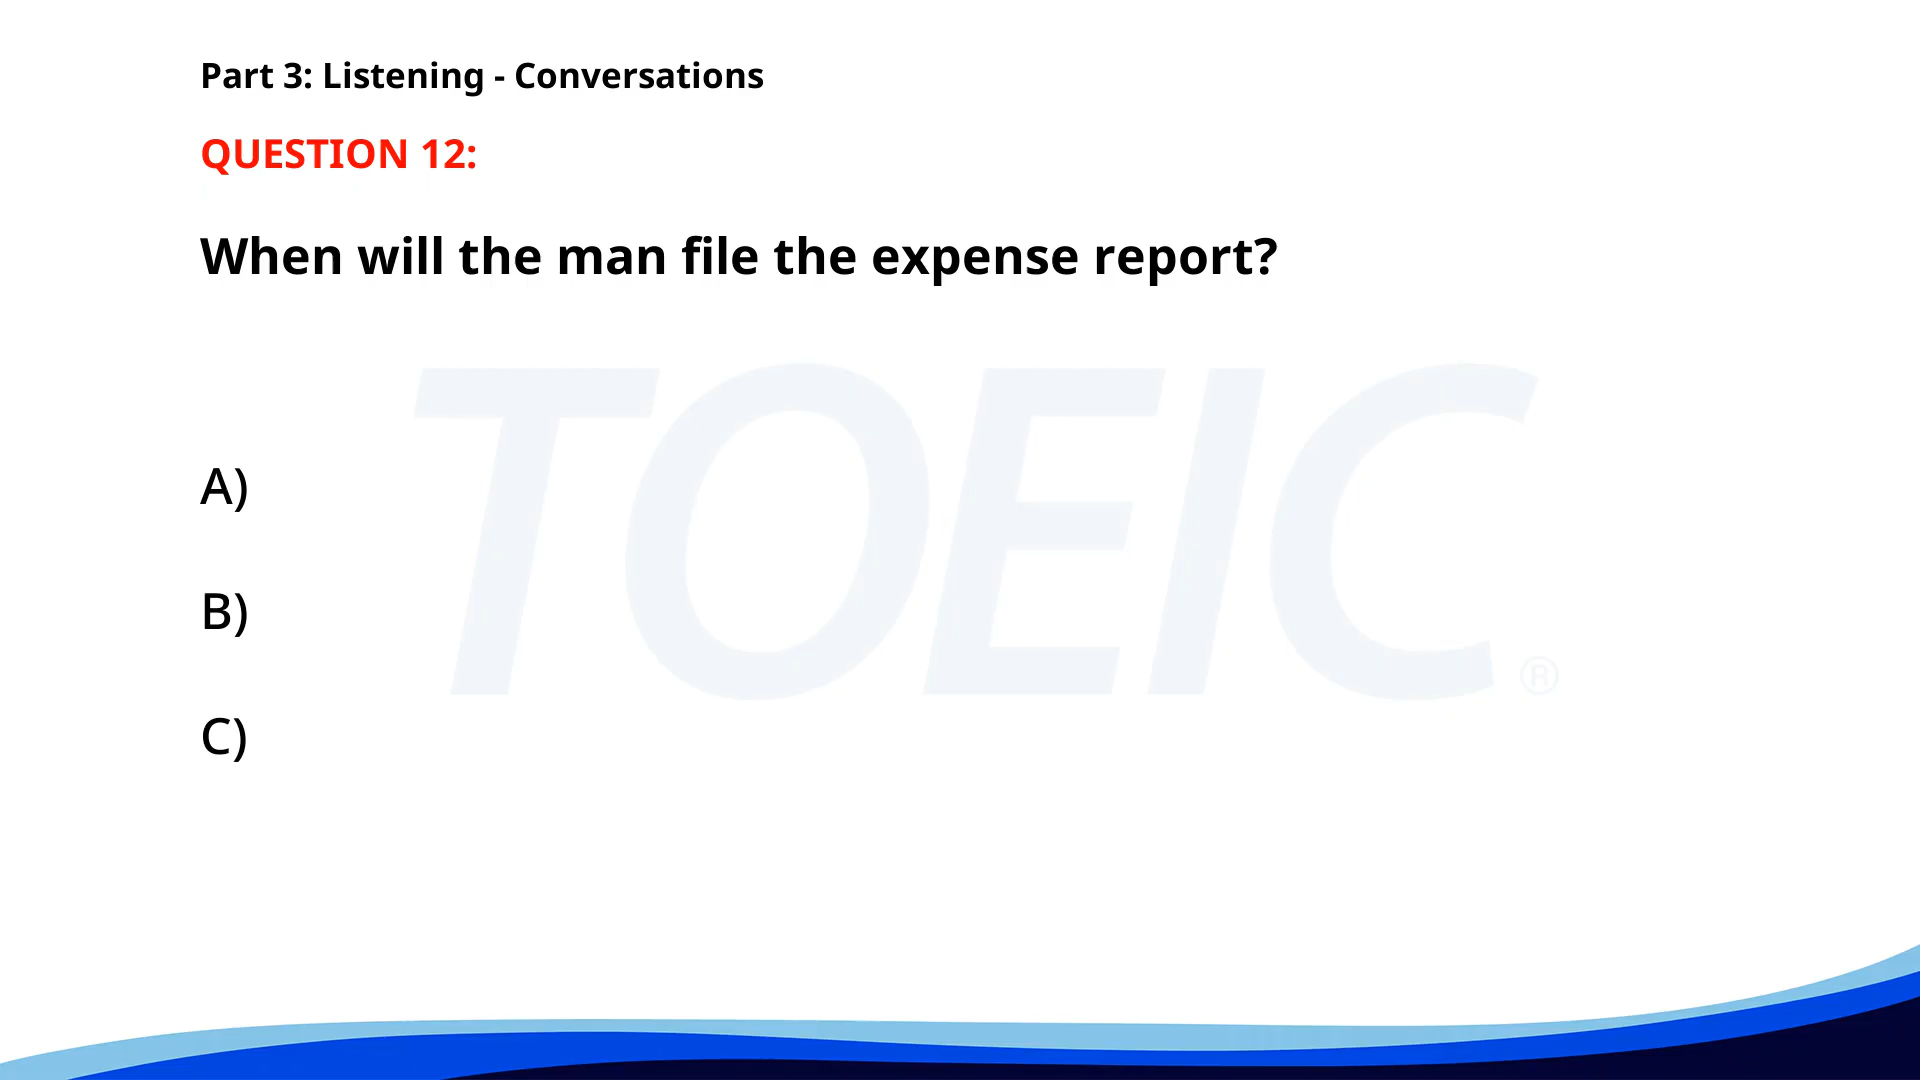 Part 3: Listening - Conversations
QUESTION 12:
When will the man file the expense report?
TOEIC®
A)
B)
C)